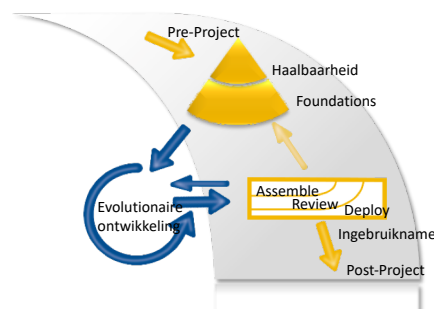 Pre-Project
Haalbaarheid
Foundations
Assemble
Review
Deploy
Evolutionaire
ontwikkeling
Ingebruikname
Post-Project